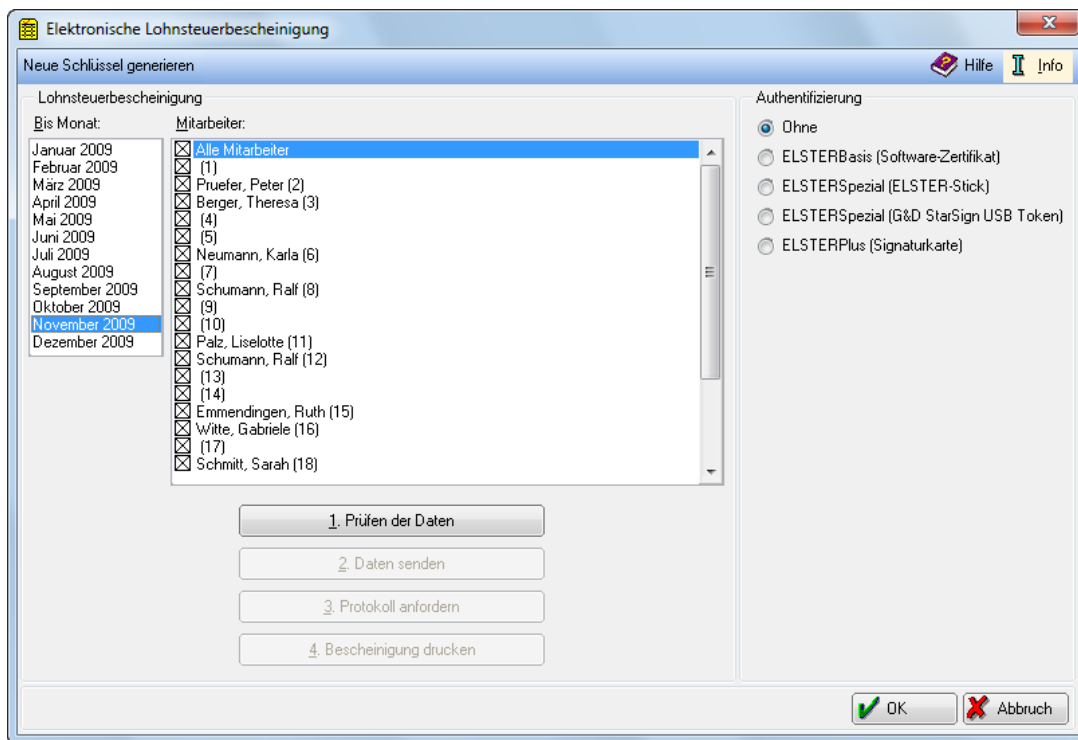 Elektronische Lohnsteuerbescheinigung
Neue Schlüssel generieren
Hilfe
Info
Lohnsteuerbescheinigung
Bis Monat:
Januar 2009
Februar 2009
März 2009
April 2009
Mai 2009
Juni 2009
Juli 2009
August 2009
September 2009
Oktober 2009
November 2009
Dezember 2009
Mitarbeiter:
Alle Mitarbeiter
(1)
Pruefer, Peter (2)
Berger, Theresa (3)
(4)
(5)
Neumann, Karla (6)
(7)
Schumann, Ralf (8)
(9)
(10)
Palz, Liselotte (11)
Schumann, Ralf (12)
(13)
(14)
Emmendingen, Ruth (15)
Witte, Gabriele (16)
(17)
Schmitt, Sarah (18)
1. Prüfen der Daten
2. Daten senden
3. Protokoll anfordern
4. Bescheinigung drucken
Authentifizierung
Ohne
ELSTERBasis (Software-Zertifikat)
ELSTERSpezial (ELSTER-Stick)
ELSTERSpezial (G&D StarSign USB Token)
ELSTERPlus (Signaturkarte)
OK
Abbruch